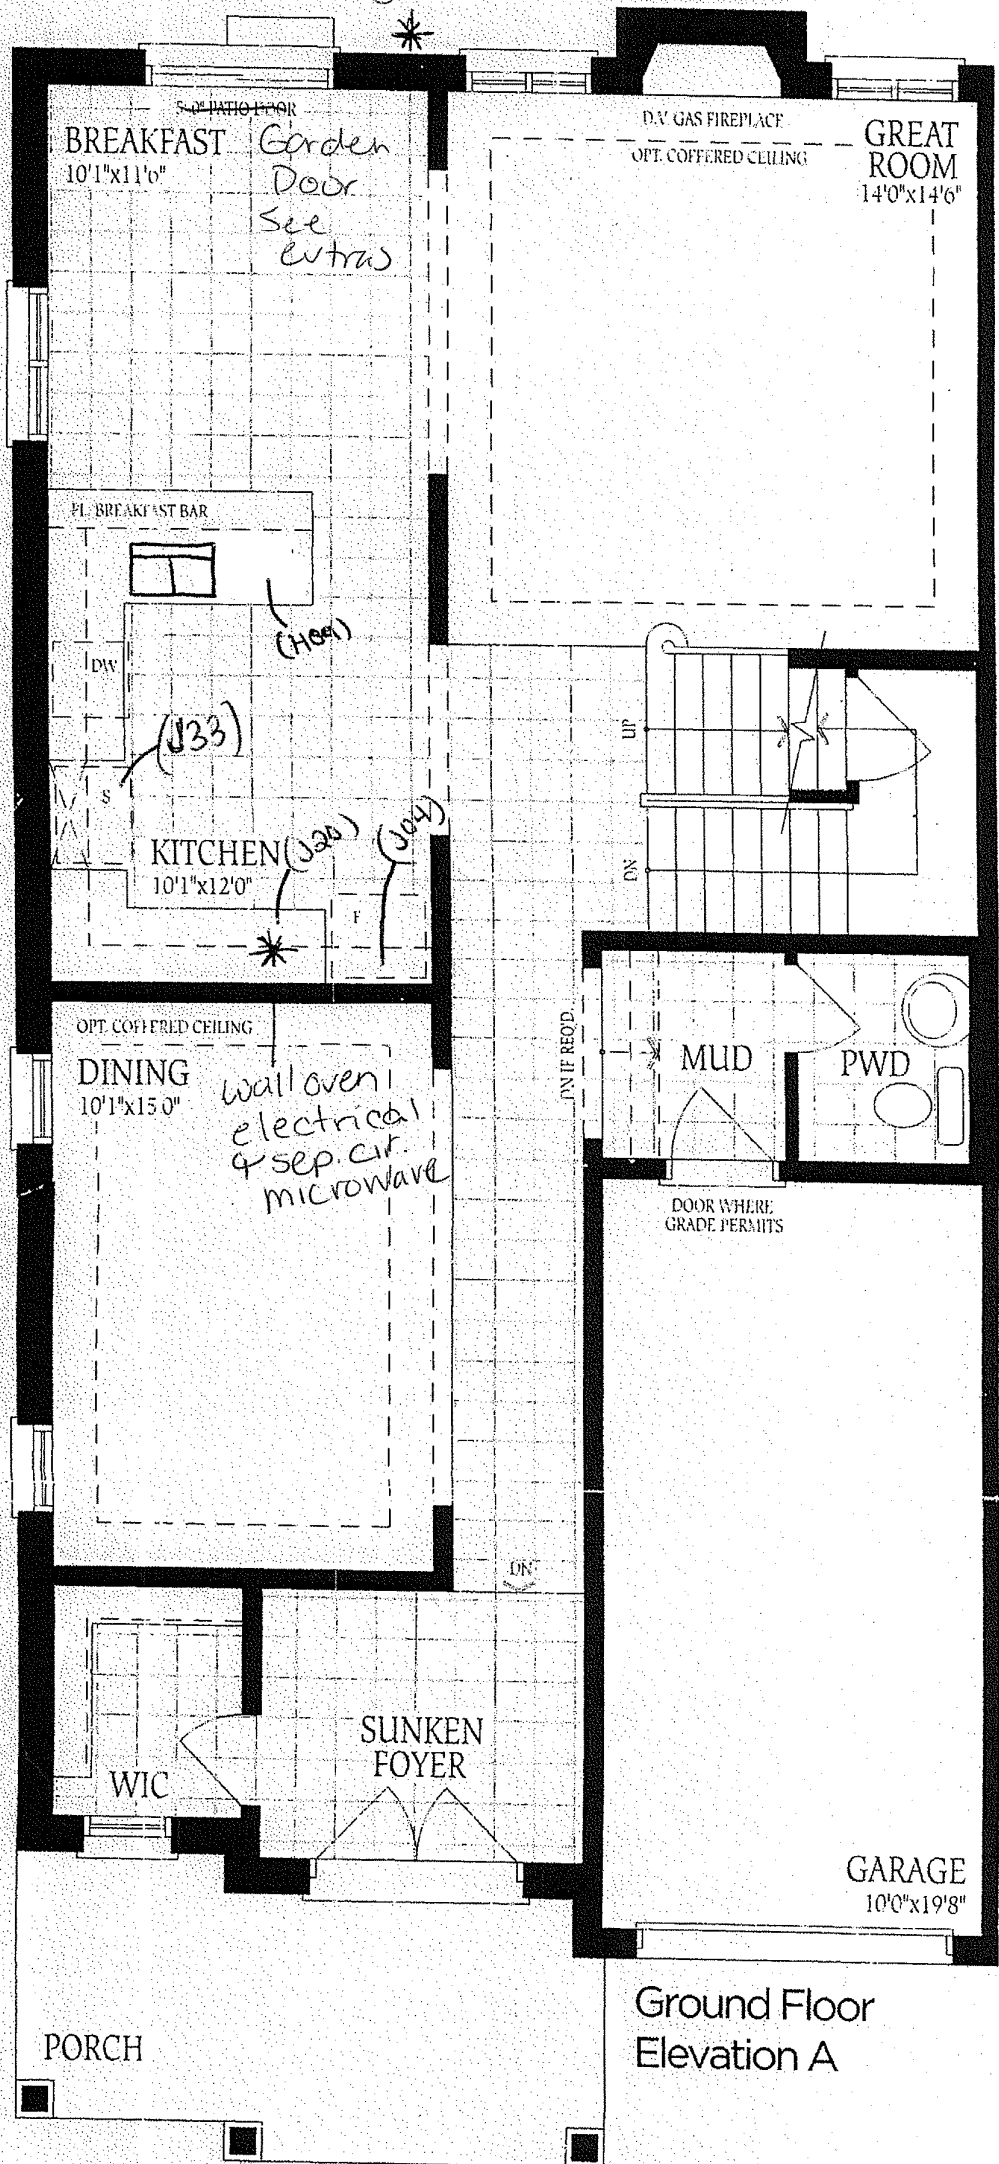 5'-0" PATIO DOOR
BREAKFAST
10'1"x11'6"
Garden
Door
See
extras
D.V. GAS FIREPLACE
OPT. COFFERED CEILING
GREAT
ROOM
14'0"x14'6"
FL. BREAKFAST BAR
(H09)
DW
(J33)
S
UP
KITCHEN
10'1"x12'0"
(J20)
(J04)
F
DN
OPT. COFFERED CEILING
DINING
10'1"x15'0"
wall oven
electrical
& sep. cir.
microwave
DN IF REQ'D.
MUD
PWD
DOOR WHERE
GRADE PERMITS
DN
WIC
SUNKEN
FOYER
GARAGE
10'0"x19'8"
PORCH
Ground Floor
Elevation A